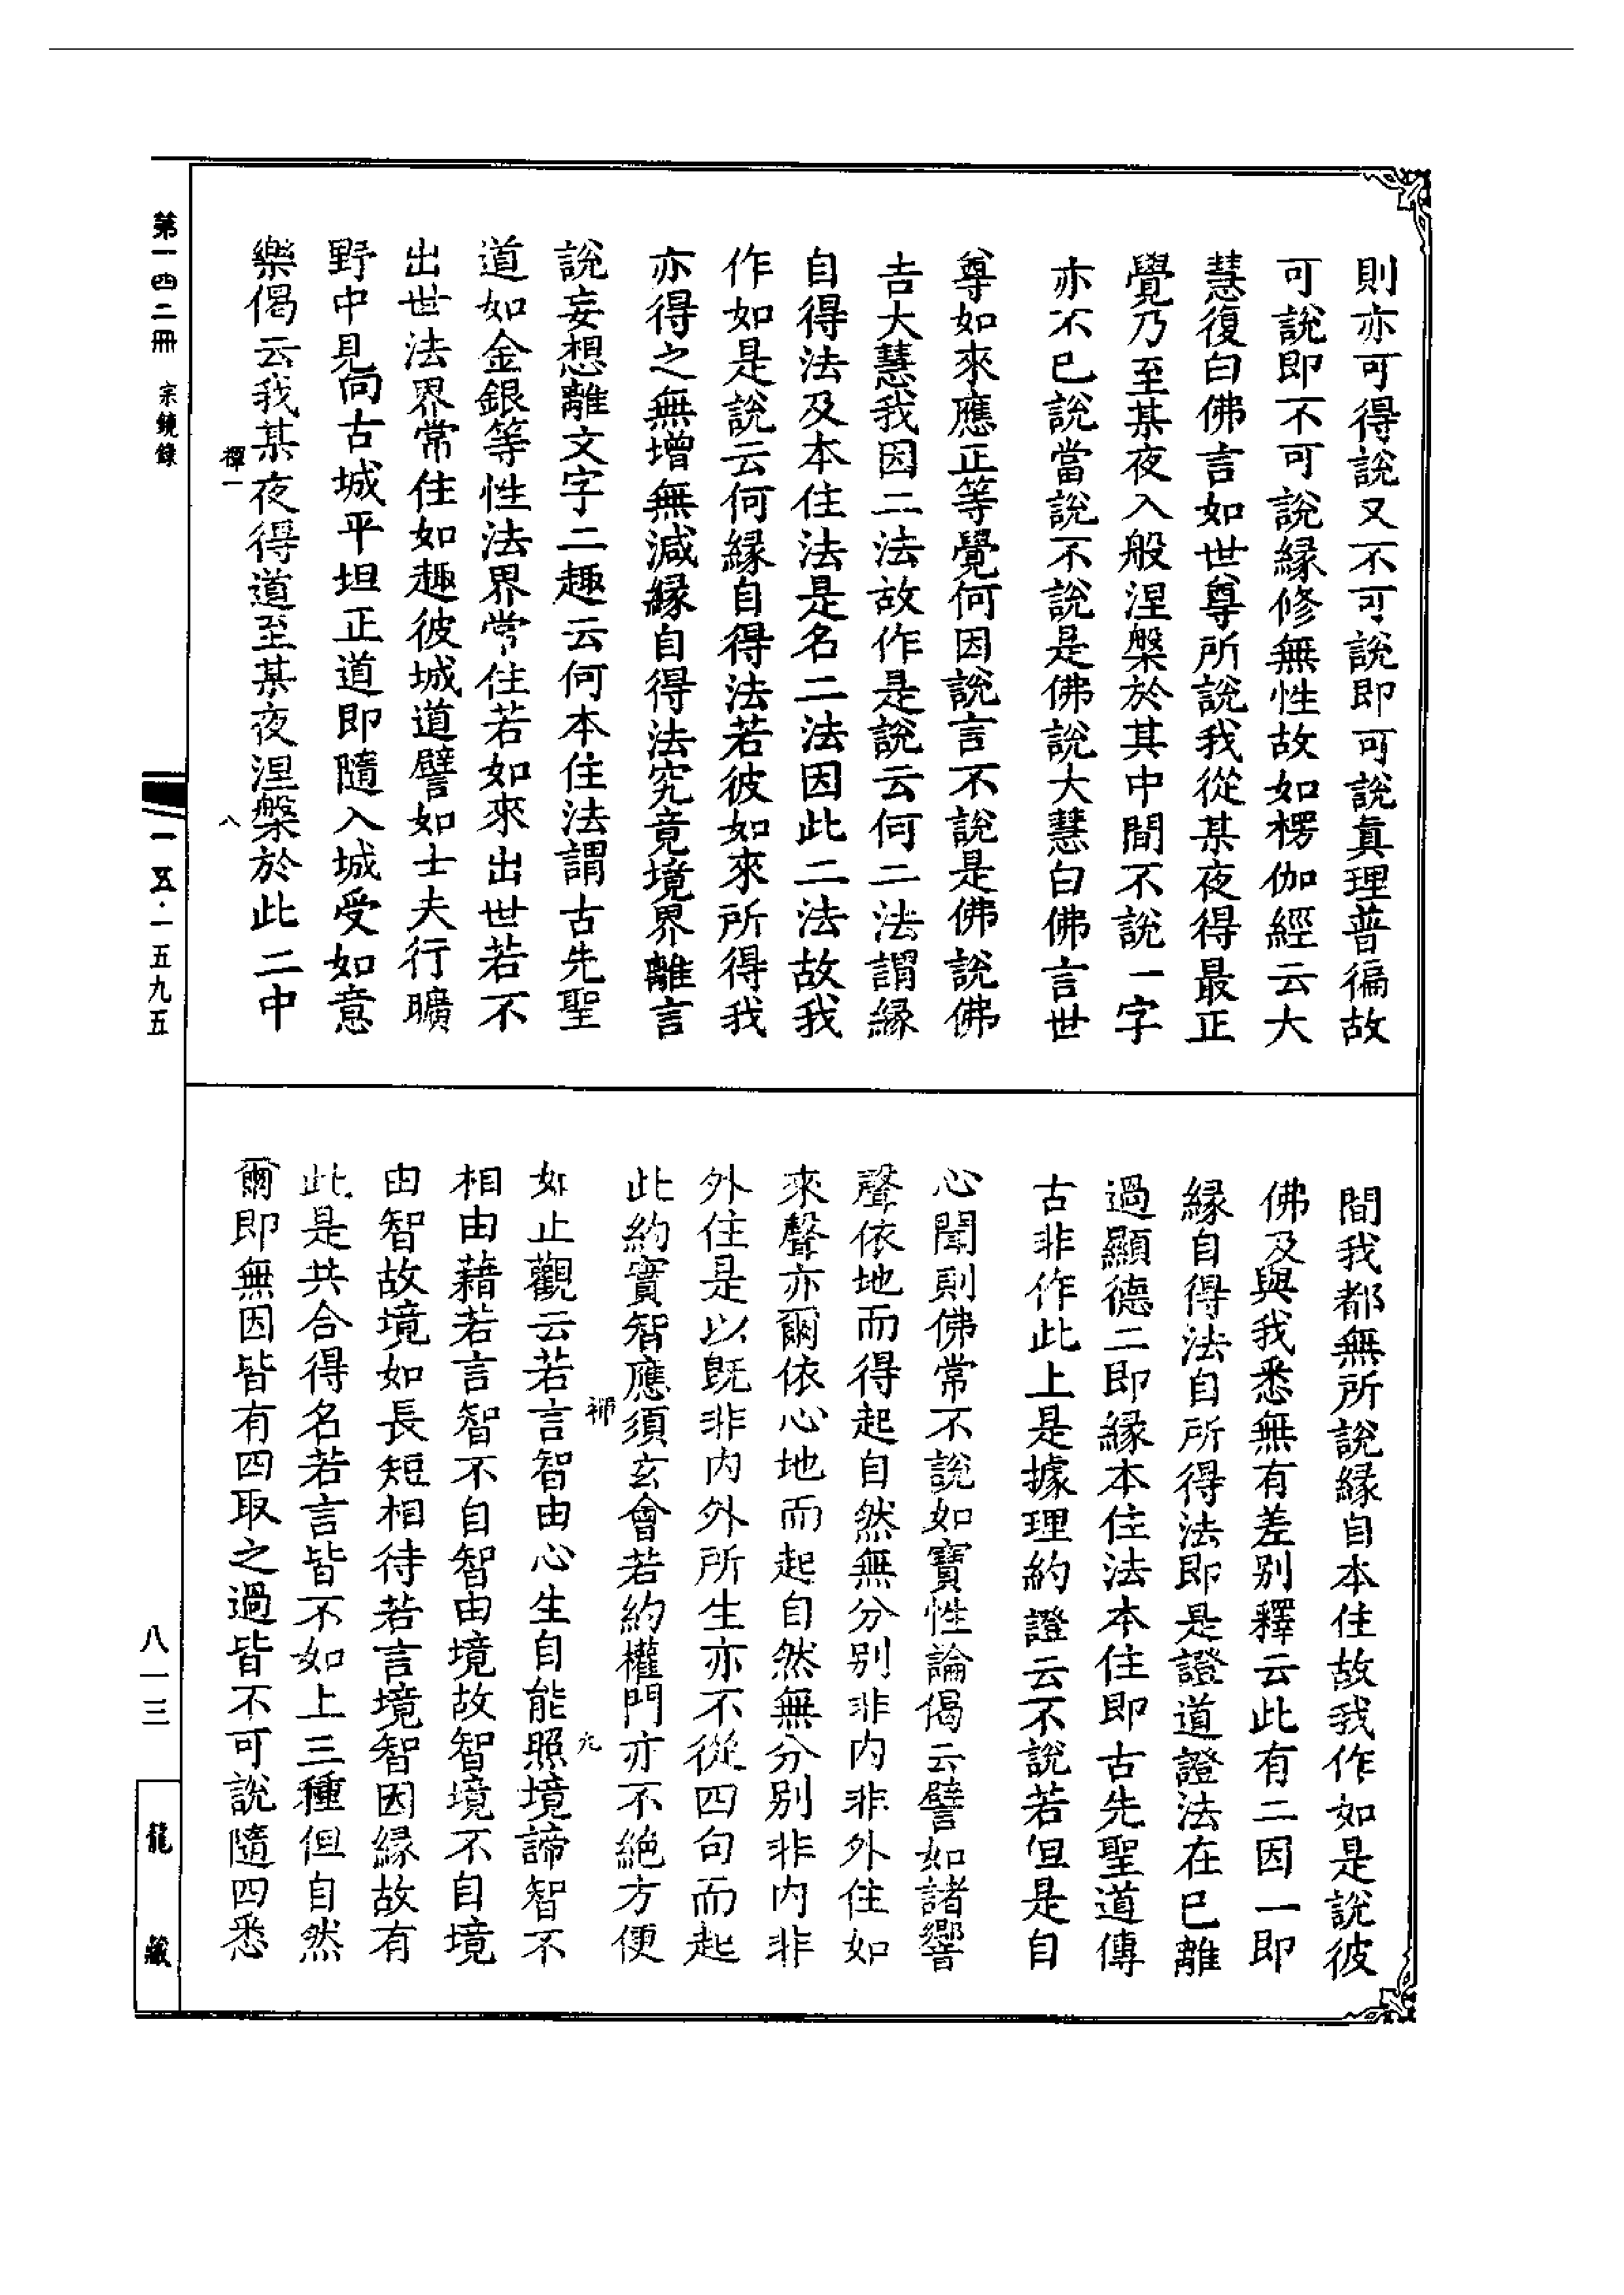 則亦可得說又不可說即可說真理普徧故
可說即不可說緣修無性故如楞伽經云大
慧復白佛言如世尊所說我從某夜得最正
覺乃至某夜入般涅槃於其中間不說一字
亦不已說當說不說是佛說大慧白佛言世
尊如來應正等覺何因說言不說是佛說佛
吉大慧我因二法故作是說云何二法謂緣
自得法及本住法是名二法因此二法故我
作如是說云何緣自得法若彼如來所得我
亦得之無增無減緣自得法究竟境界離言
說妄想離文字二趣云何本住法謂古先聖
道如金銀等性法界常住若如來出世若不
出世法界常住如趣彼城道譬如士夫行曠
野中見向古城平坦正道即隨入城受如意
樂偈云我某夜得道至某夜涅槃於此二中
禪一 八
間我都無所說緣自本住故我作如是說彼
佛及與我悉無有差別釋云此有二因一即
緣自得法自所得法即是證道證法在已離
過顯德二即緣本住法本住即古先聖道傳
古非作此上是據理約證云不說若但是自
心聞則佛常不說如寶性論偈云譬如諸響
聲依地而得起自然無分別非內非外住如
來聲亦爾依心地而起自然無分別非內非
外住是以既非內外所生亦不從四句而起
此約實智應須玄會若約權門亦不絕方便
禪 九
如止觀云若言智由心生自能照境諦智不
相由藉若言智不自智由境故智境不自境
由智故境如長短相待若言境智因緣故有
此是共合得名若言皆不如上三種但自然
爾即無因皆有四取之過皆不可說隨四悉
第一四二冊 宗鏡錄
一五·一五九五
八一三
龍藏